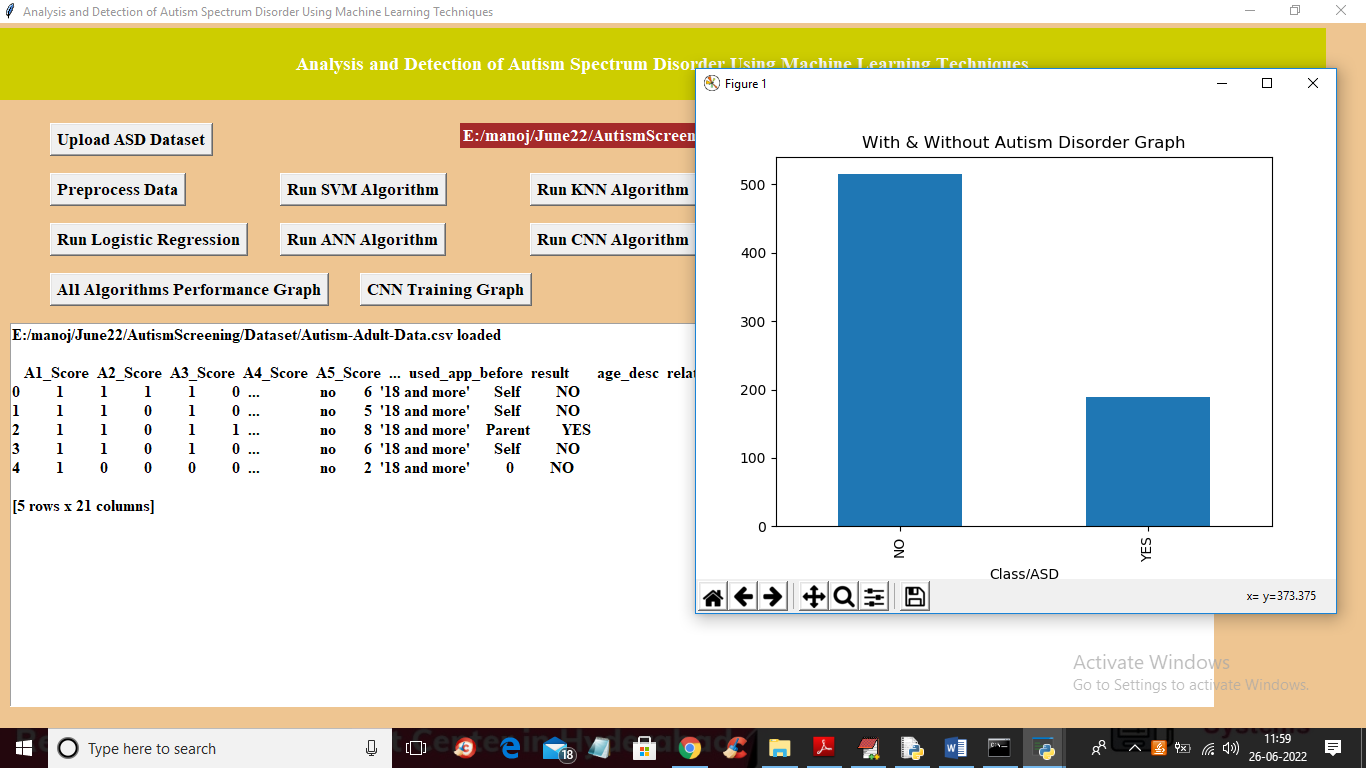 Analysis and Detection of Autism Spectrum Disorder Using Machine Learning Techniques
Analysis and Detection of Autism Spectrum Disorder Using Machine Learning Techniques
Upload ASD Dataset
E:/manoj/June22/AutismScreen
Preprocess Data
Run SVM Algorithm
Run KNN Algorithm
Run Logistic Regression
Run ANN Algorithm
Run CNN Algorithm
All Algorithms Performance Graph
CNN Training Graph
E:/manoj/June22/AutismScreening/Dataset/Autism-Adult-Data.csv loaded
A1_Score A2_Score A3_Score A4_Score A5_Score ... used_app_before result age_desc relat
0 1 1 1 1 0 ... no 6 '18 and more' Self NO
1 1 1 0 1 0 ... no 5 '18 and more' Self NO
2 1 1 0 1 1 ... no 8 '18 and more' Parent YES
3 1 1 0 1 0 ... no 6 '18 and more' Self NO
4 1 0 0 0 0 ... no 2 '18 and more' 0 NO
[5 rows x 21 columns]
Figure 1
With & Without Autism Disorder Graph
500
400
300
200
100
0
NO
YES
Class/ASD
x= y=373.375
Activate Windows
Go to Settings to activate Windows.
Type here to search
18
11:59
26-06-2022